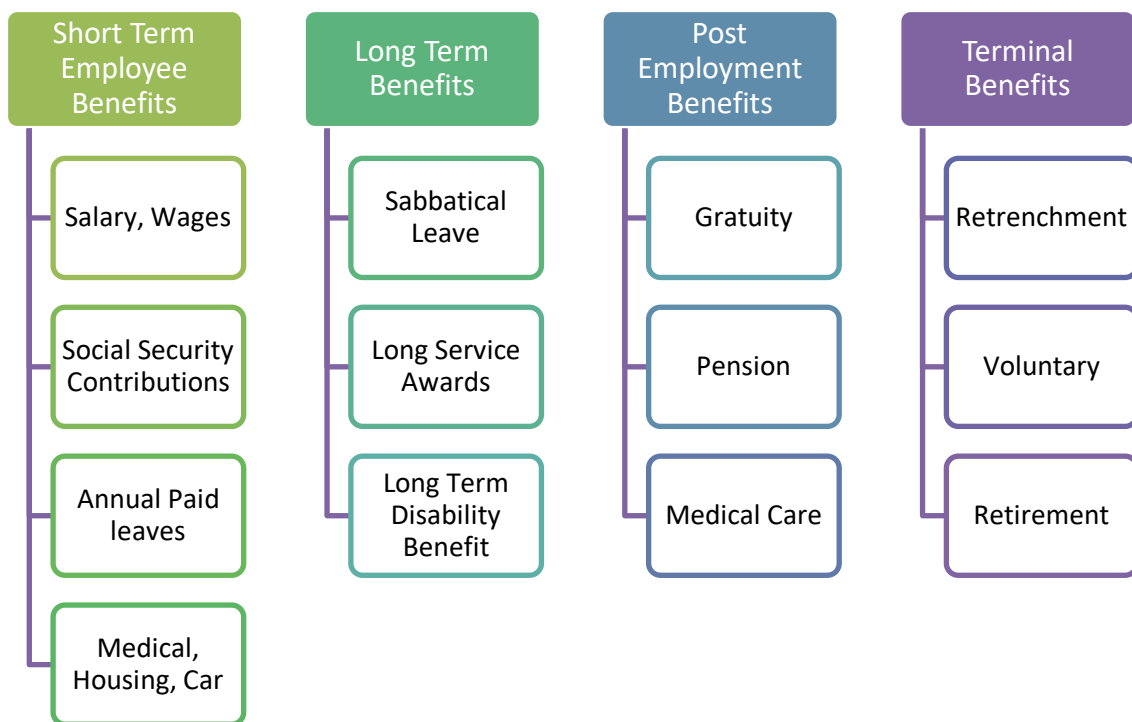 Short Term
Employee
Benefits
Salary, Wages
Social Security
Contributions
Annual Paid
leaves
Medical,
Housing, Car
Long Term
Benefits
Sabbatical
Leave
Long Service
Awards
Long Term
Disability
Benefit
Post
Employment
Benefits
Gratuity
Pension
Medical Care
Terminal
Benefits
Retrenchment
Voluntary
Retirement